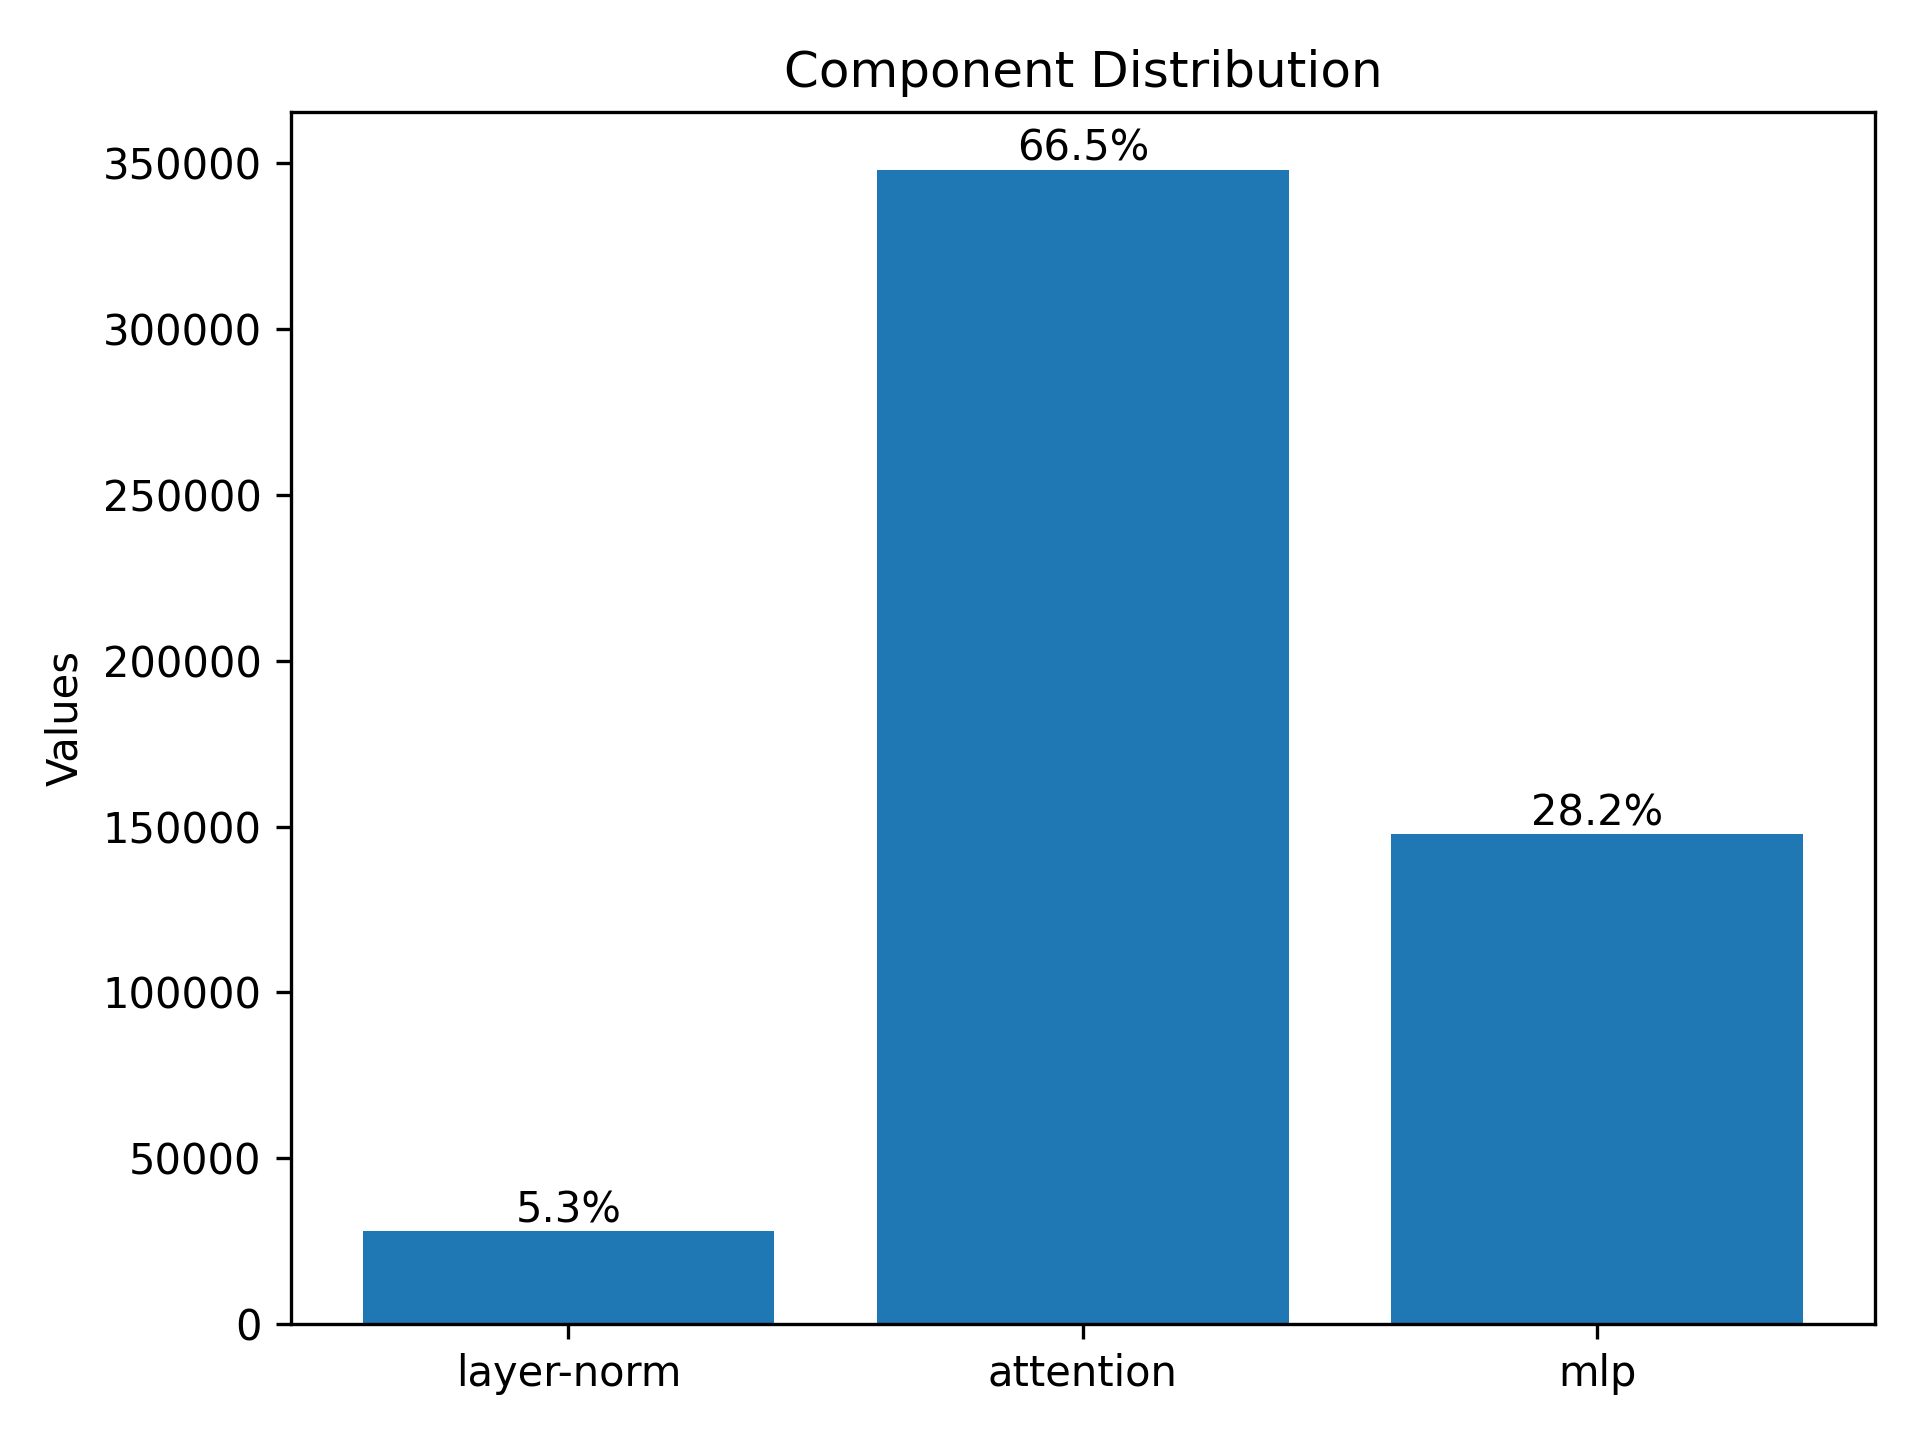 Component Distribution
Values
350000
300000
250000
200000
150000
100000
50000
0
5.3%
66.5%
28.2%
layer-norm
attention
mlp